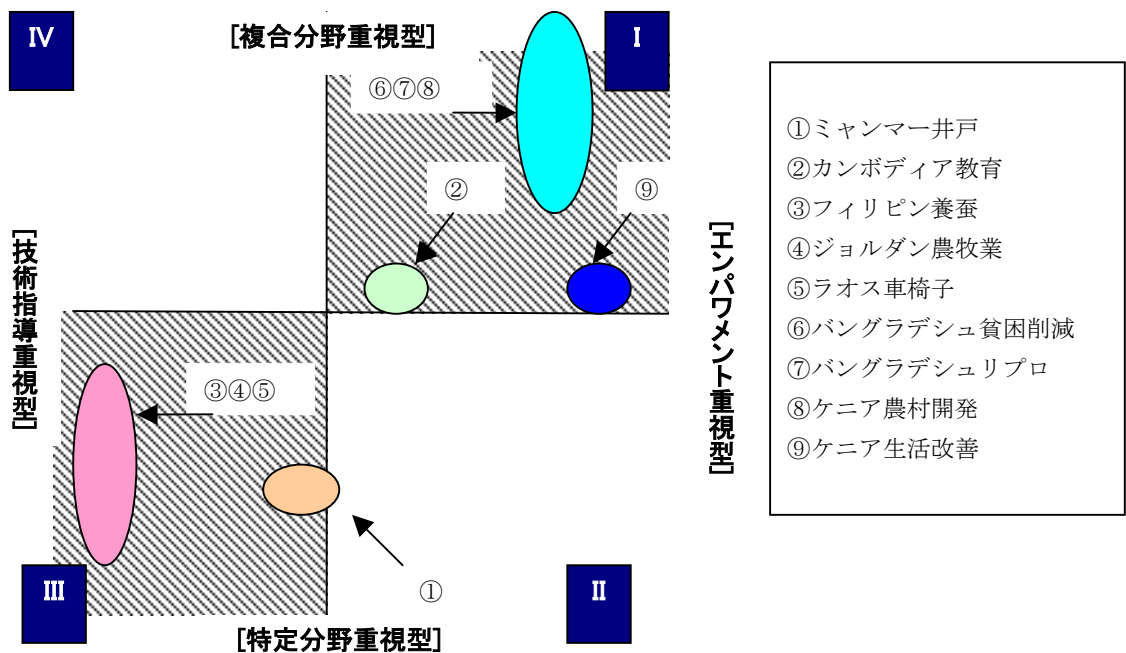 Ⅳ
[複合分野重視型]
Ⅰ
⑥⑦⑧
②
⑨
[技術指導重視型]
[エンパワメント重視型]
③④⑤
①
Ⅲ
Ⅱ
[特定分野重視型]
①ミャンマー井戸
②カンボディア教育
③フィリピン養蚕
④ジョルダン農牧業
⑤ラオス車椅子
⑥バングラデシュ貧困削減
⑦バングラデシュリプロ
⑧ケニア農村開発
⑨ケニア生活改善